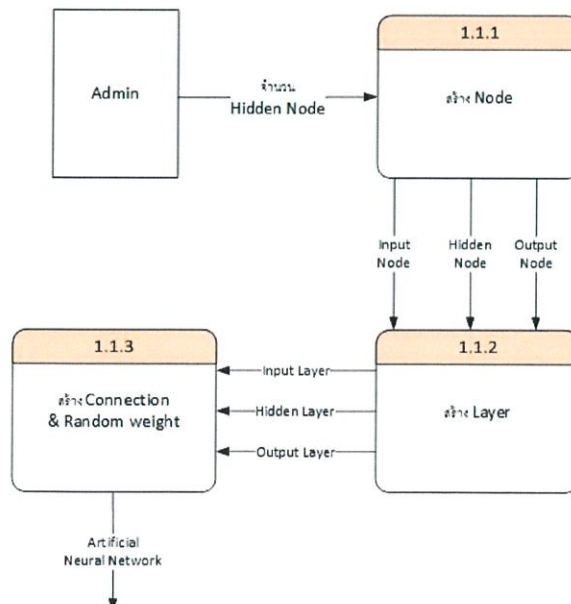 Admin
จำนวน
Hidden Node
1.1.1
สร้าง Node
Input
Node
Hidden
Node
Output
Node
1.1.3
สร้าง Connection
& Random weight
Input Layer
Hidden Layer
Output Layer
1.1.2
สร้าง Layer
Artificial
Neural Network